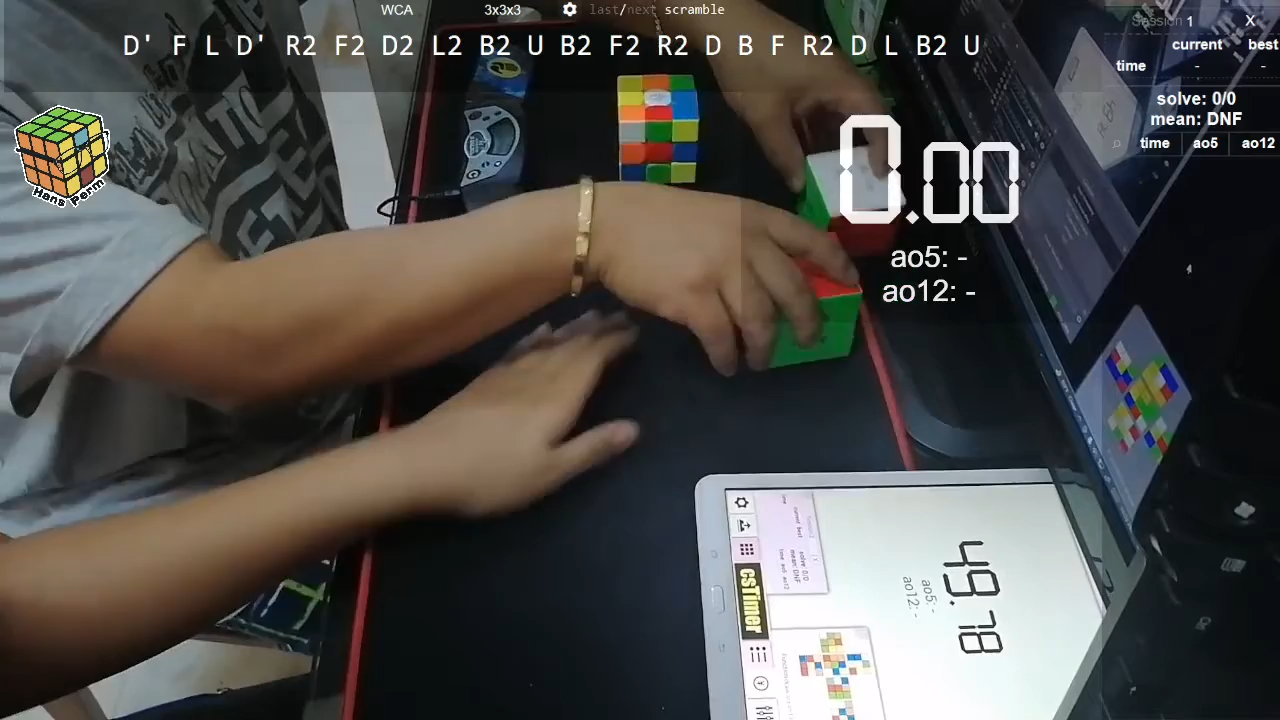 WCA 3x3x3 last/next scramble
D' F L D' R2 F2 D2 L2 B2 U B2 F2 R2 D B F R2 D L B2 U
Session 1 X
current best
time - -
solve: 0/0
mean: DNF
time ao5 ao12
0.00
ao5: -
ao12: -
Hans Perm
csTimer
49.78
ao5: -
ao12: -